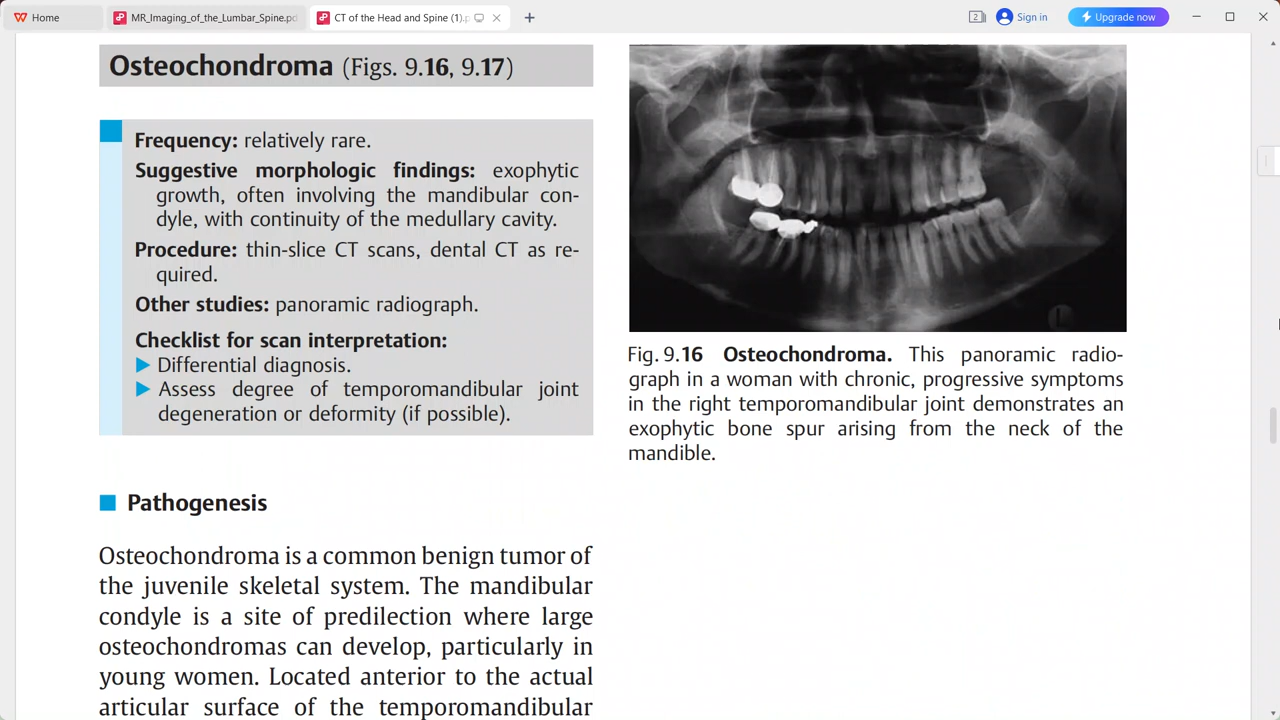 Home
MR_Imaging_of_the_Lumbar_Spine.pd
CT of the Head and Spine (1).p
2
Sign in
Upgrade now
Osteochondroma (Figs. 9.16, 9.17)
Frequency: relatively rare.
Suggestive morphologic findings: exophytic
growth, often involving the mandibular con-
dyle, with continuity of the medullary cavity.
Procedure: thin-slice CT scans, dental CT as re-
quired.
Other studies: panoramic radiograph.
Checklist for scan interpretation:
Differential diagnosis.
Assess degree of temporomandibular joint
degeneration or deformity (if possible).
Pathogenesis
Osteochondroma is a common benign tumor of
the juvenile skeletal system. The mandibular
condyle is a site of predilection where large
osteochondromas can develop, particularly in
young women. Located anterior to the actual
articular surface of the temporomandibular
L
Fig. 9.16 Osteochondroma. This panoramic radio-
graph in a woman with chronic, progressive symptoms
in the right temporomandibular joint demonstrates an
exophytic bone spur arising from the neck of the
mandible.